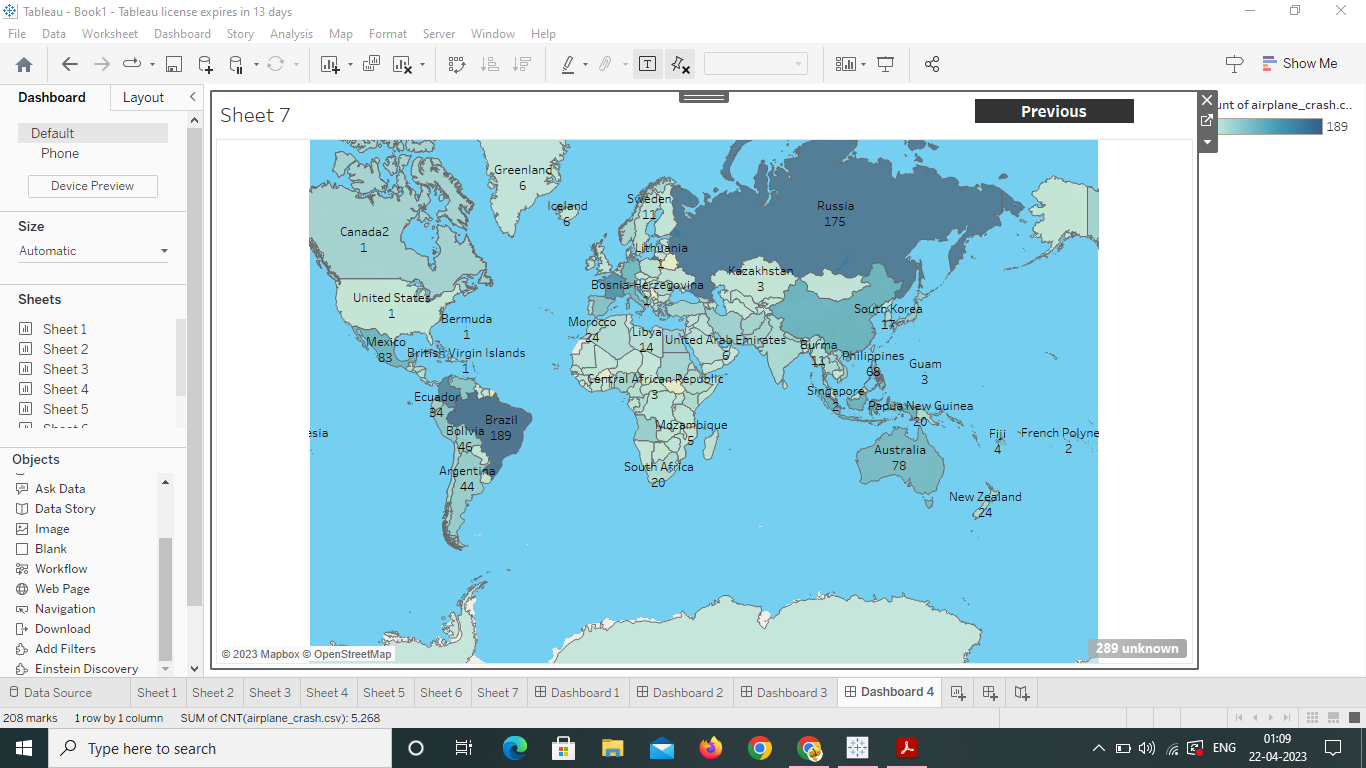 Tableau - Book1 - Tableau license expires in 13 days
File Data Worksheet Dashboard Story Analysis Map Format Server Window Help
Show Me
Dashboard Layout
Default
Phone
Device Preview
Size
Automatic
Sheets
Sheet 1
Sheet 2
Sheet 3
Sheet 4
Sheet 5
Objects
Ask Data
Data Story
Image
Blank
Workflow
Web Page
Navigation
Download
Add Filters
Einstein Discovery
Sheet 7
Previous
unt of airplane_crash.c..
189
Greenland
6
Iceland
6
Sweden
11
Russia
175
Canada2
1
Lithuania
1
Kazakhstan
3
Bosnia-Herzegovina
1
United States
1
Bermuda
1
South Korea
17
Morocco
24
Libya
14
United Arab Emirates
6
Mexico
83
British Virgin Islands
1
Burma
11
Philippines
68
Guam
3
Central African Republic
3
Singapore
2
Ecuador
34
Papua New Guinea
20
Brazil
189
Mozambique
5
Bolivia
46
esia
Fiji
4
French Polyne
2
Australia
78
Argentina
44
South Africa
20
New Zealand
24
© 2023 Mapbox © OpenStreetMap
289 unknown
Data Source Sheet 1 Sheet 2 Sheet 3 Sheet 4 Sheet 5 Sheet 6 Sheet 7 Dashboard 1 Dashboard 2 Dashboard 3 Dashboard 4
208 marks 1 row by 1 column SUM of CNT(airplane_crash.csv): 5,268
Type here to search
ENG
01:09
22-04-2023